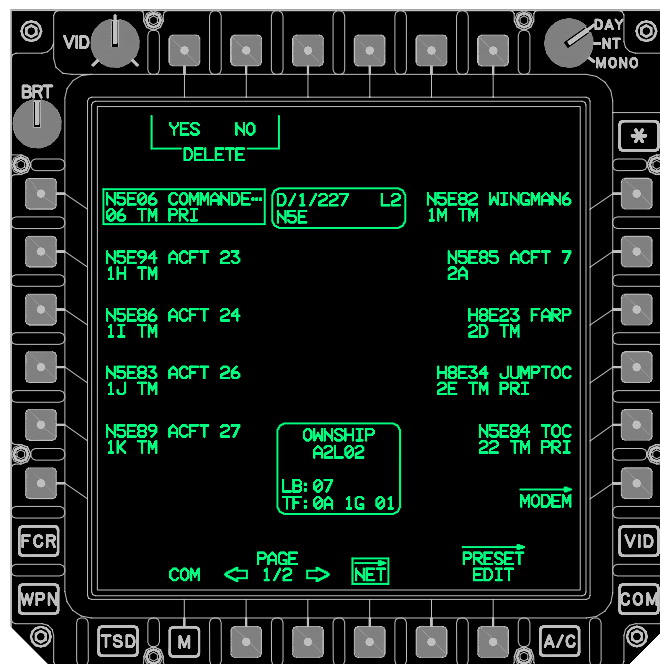 VID
DAY
NT
MONO
BRT
YES NO
DELETE
*
N5E06 COMMANDE…
06 TM PRI
D/1/227 L2
N5E
N5E82 WINGMAN6
1M TM
N5E94 ACFT 23
1H TM
N5E85 ACFT 7
2A
N5E86 ACFT 24
1I TM
H8E23 FARP
2D TM
N5E83 ACFT 26
1J TM
H8E34 JUMPTOC
2E TM PRI
N5E89 ACFT 27
1K TM
OWNSHIP
A2L02
LB:07
TF:0A 1G 01
N5E84 TOC
22 TM PRI
MODEM
FCR
VID
COM
PAGE
1/2
NET
PRESET
EDIT
WPN
COM
TSD
M
A/C